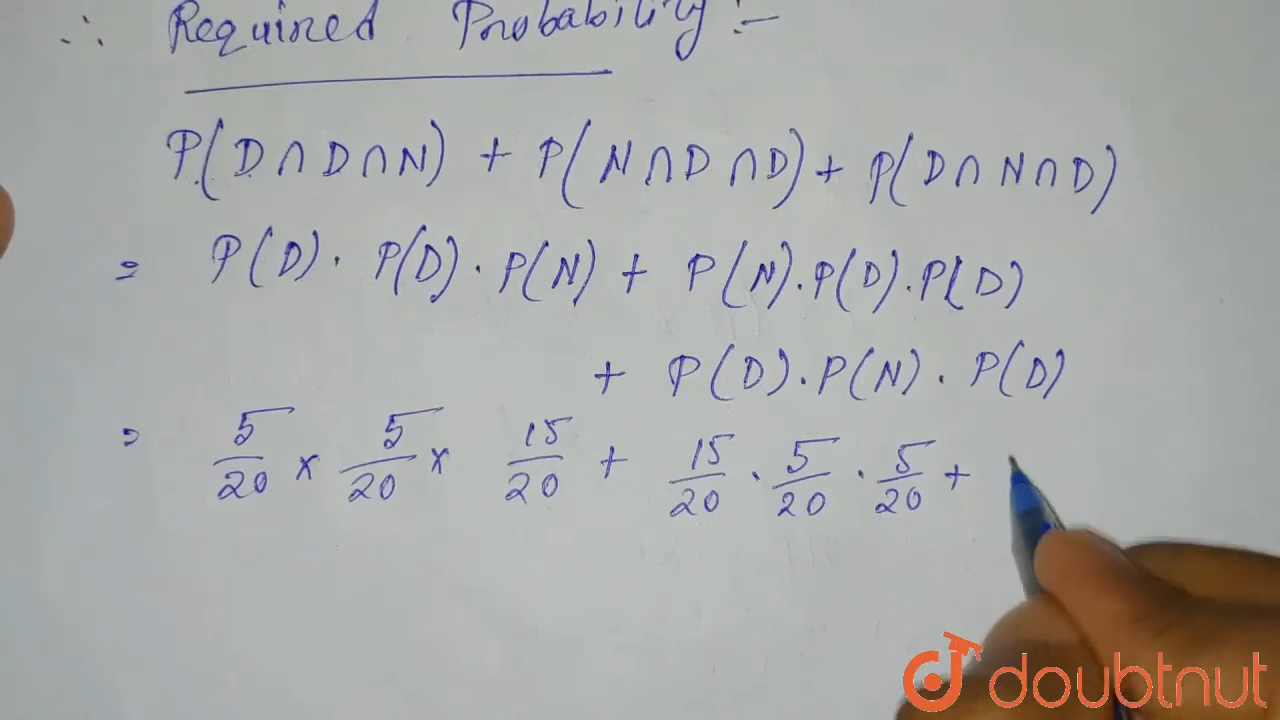 ∴ Required Probability :-
P(D∩D∩N) + P(N∩D∩D) + P(D∩N∩D)
= P(D). P(D). P(N) + P(N).P(D).P(D)
+ P(D).P(N). P(D)
= 5/20 × 5/20 × 15/20 + 15/20 . 5/20 . 5/20 +
doubtnut